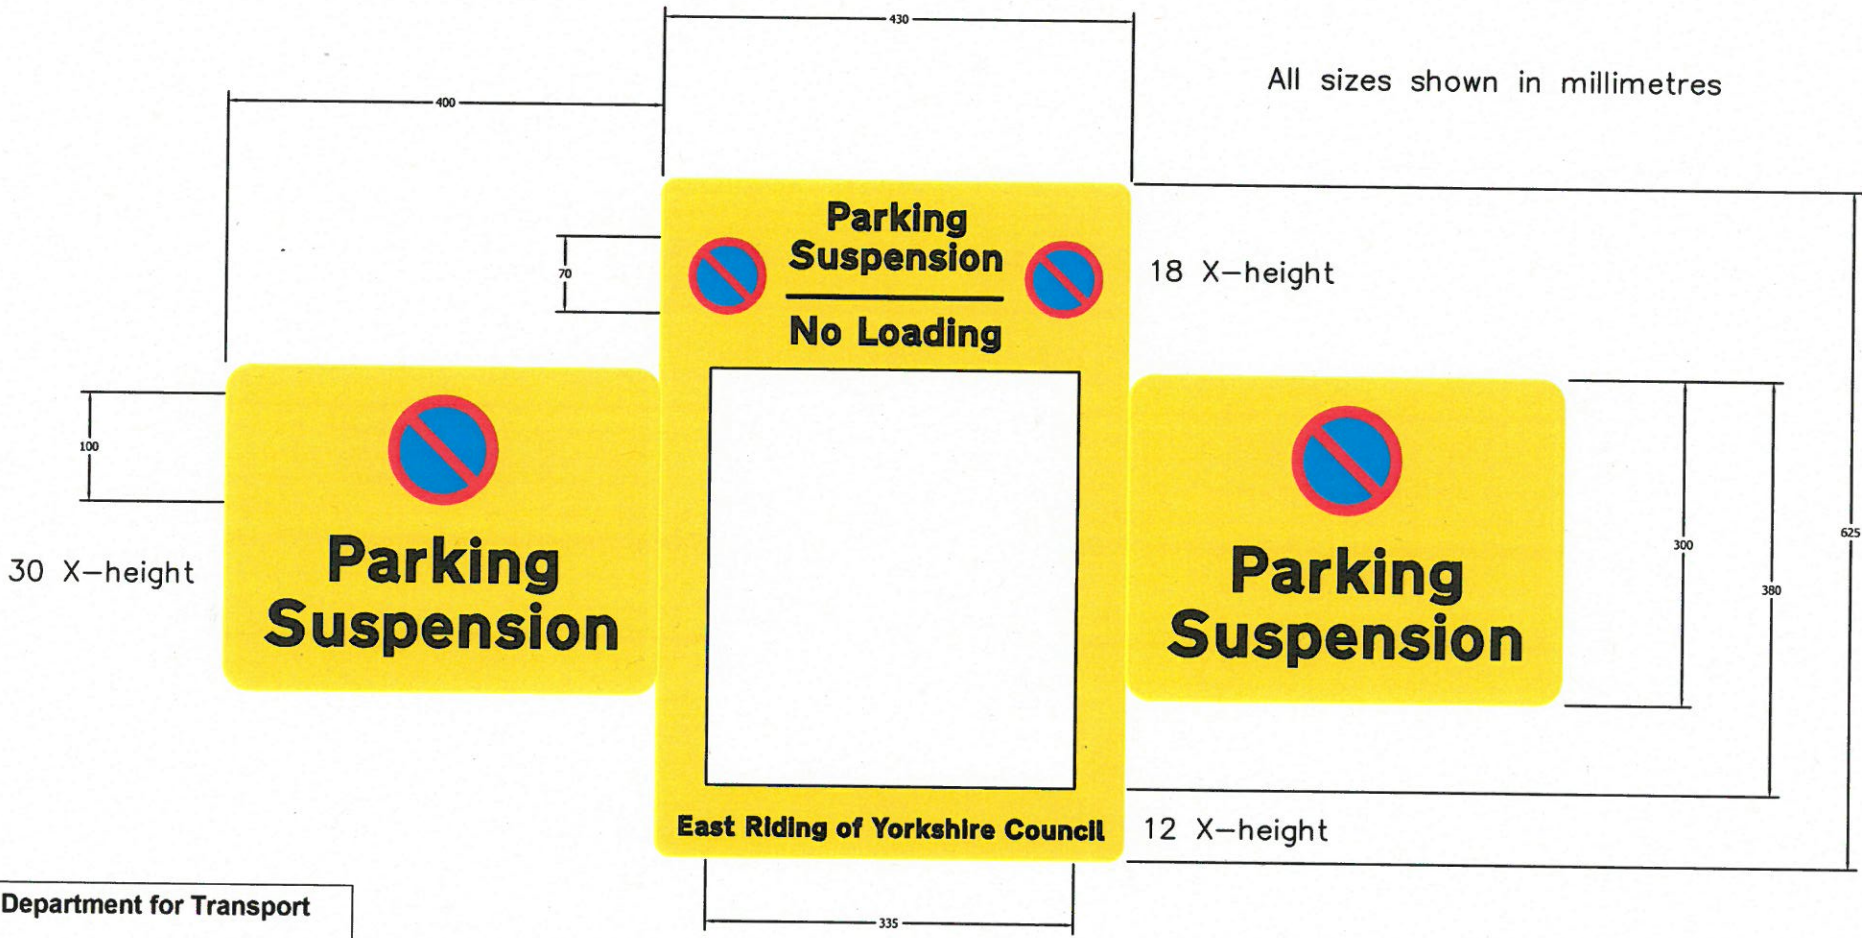 430
All sizes shown in millimetres
400
Parking
Suspension
No Loading
18 X-height
70
100
30 X-height
Parking
Suspension
Parking
Suspension
300
380
625
East Riding of Yorkshire Council
12 X-height
335
Department for Transport